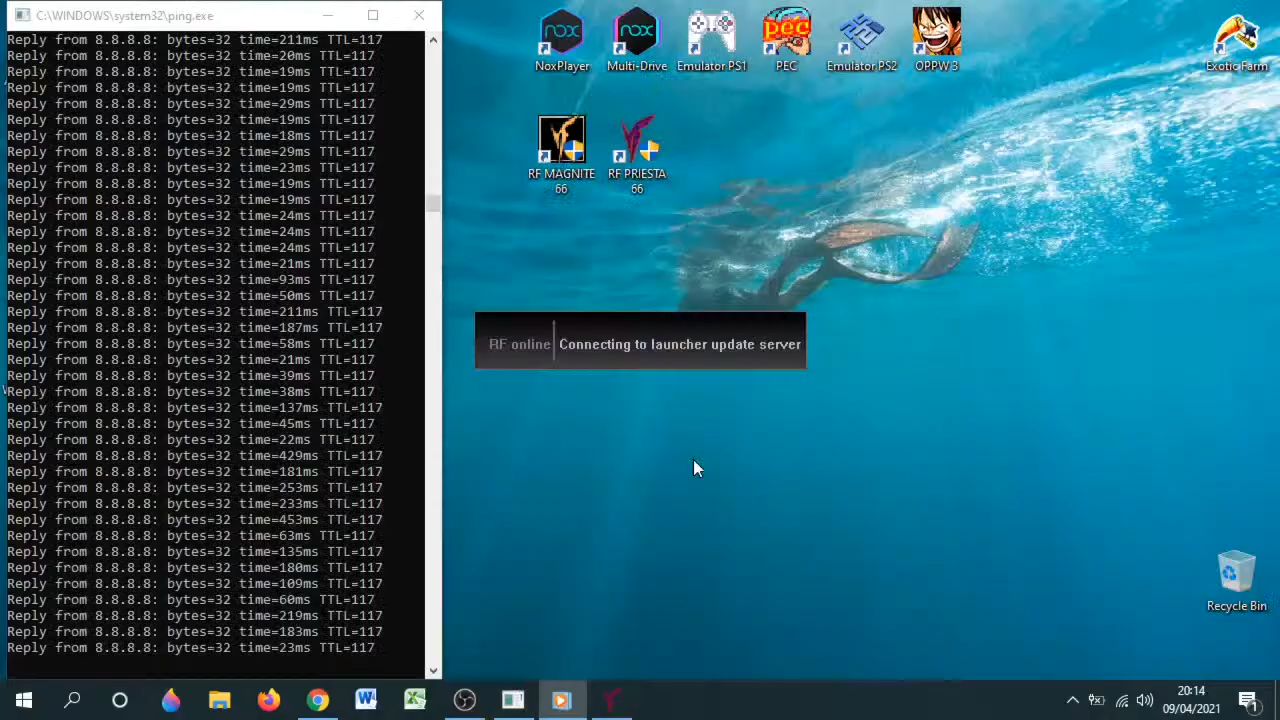 C:\WINDOWS\system32\ping.exe
Reply from 8.8.8.8: bytes=32 time=211ms TTL=117
Reply from 8.8.8.8: bytes=32 time=20ms TTL=117
Reply from 8.8.8.8: bytes=32 time=19ms TTL=117
Reply from 8.8.8.8: bytes=32 time=29ms TTL=117
Reply from 8.8.8.8: bytes=32 time=29ms TTL=117
Reply from 8.8.8.8: bytes=32 time=19ms TTL=117
Reply from 8.8.8.8: bytes=32 time=18ms TTL=117
Reply from 8.8.8.8: bytes=32 time=29ms TTL=117
Reply from 8.8.8.8: bytes=32 time=23ms TTL=117
Reply from 8.8.8.8: bytes=32 time=19ms TTL=117
Reply from 8.8.8.8: bytes=32 time=19ms TTL=117
Reply from 8.8.8.8: bytes=32 time=24ms TTL=117
Reply from 8.8.8.8: bytes=32 time=24ms TTL=117
Reply from 8.8.8.8: bytes=32 time=24ms TTL=117
Reply from 8.8.8.8: bytes=32 time=21ms TTL=117
Reply from 8.8.8.8: bytes=32 time=93ms TTL=117
Reply from 8.8.8.8: bytes=32 time=50ms TTL=117
Reply from 8.8.8.8: bytes=32 time=211ms TTL=117
Reply from 8.8.8.8: bytes=32 time=187ms TTL=117
Reply from 8.8.8.8: bytes=32 time=58ms TTL=117
Reply from 8.8.8.8: bytes=32 time=21ms TTL=117
Reply from 8.8.8.8: bytes=32 time=39ms TTL=117
Reply from 8.8.8.8: bytes=32 time=38ms TTL=117
Reply from 8.8.8.8: bytes=32 time=137ms TTL=117
Reply from 8.8.8.8: bytes=32 time=45ms TTL=117
Reply from 8.8.8.8: bytes=32 time=22ms TTL=117
Reply from 8.8.8.8: bytes=32 time=429ms TTL=117
Reply from 8.8.8.8: bytes=32 time=181ms TTL=117
Reply from 8.8.8.8: bytes=32 time=253ms TTL=117
Reply from 8.8.8.8: bytes=32 time=233ms TTL=117
Reply from 8.8.8.8: bytes=32 time=453ms TTL=117
Reply from 8.8.8.8: bytes=32 time=63ms TTL=117
Reply from 8.8.8.8: bytes=32 time=135ms TTL=117
Reply from 8.8.8.8: bytes=32 time=180ms TTL=117
Reply from 8.8.8.8: bytes=32 time=109ms TTL=117
Reply from 8.8.8.8: bytes=32 time=60ms TTL=117
Reply from 8.8.8.8: bytes=32 time=219ms TTL=117
Reply from 8.8.8.8: bytes=32 time=183ms TTL=117
Reply from 8.8.8.8: bytes=32 time=23ms TTL=117
nox
nox
pec
NoxPlayer
Multi-Drive
Emulator PS1
PEC
Emulator PS2
OPPW 3
Exotic Farm
RF MAGNITE
66
RF PRIESTA
66
RF online
Connecting to launcher update server
Recycle Bin
20:14
09/04/2021
1